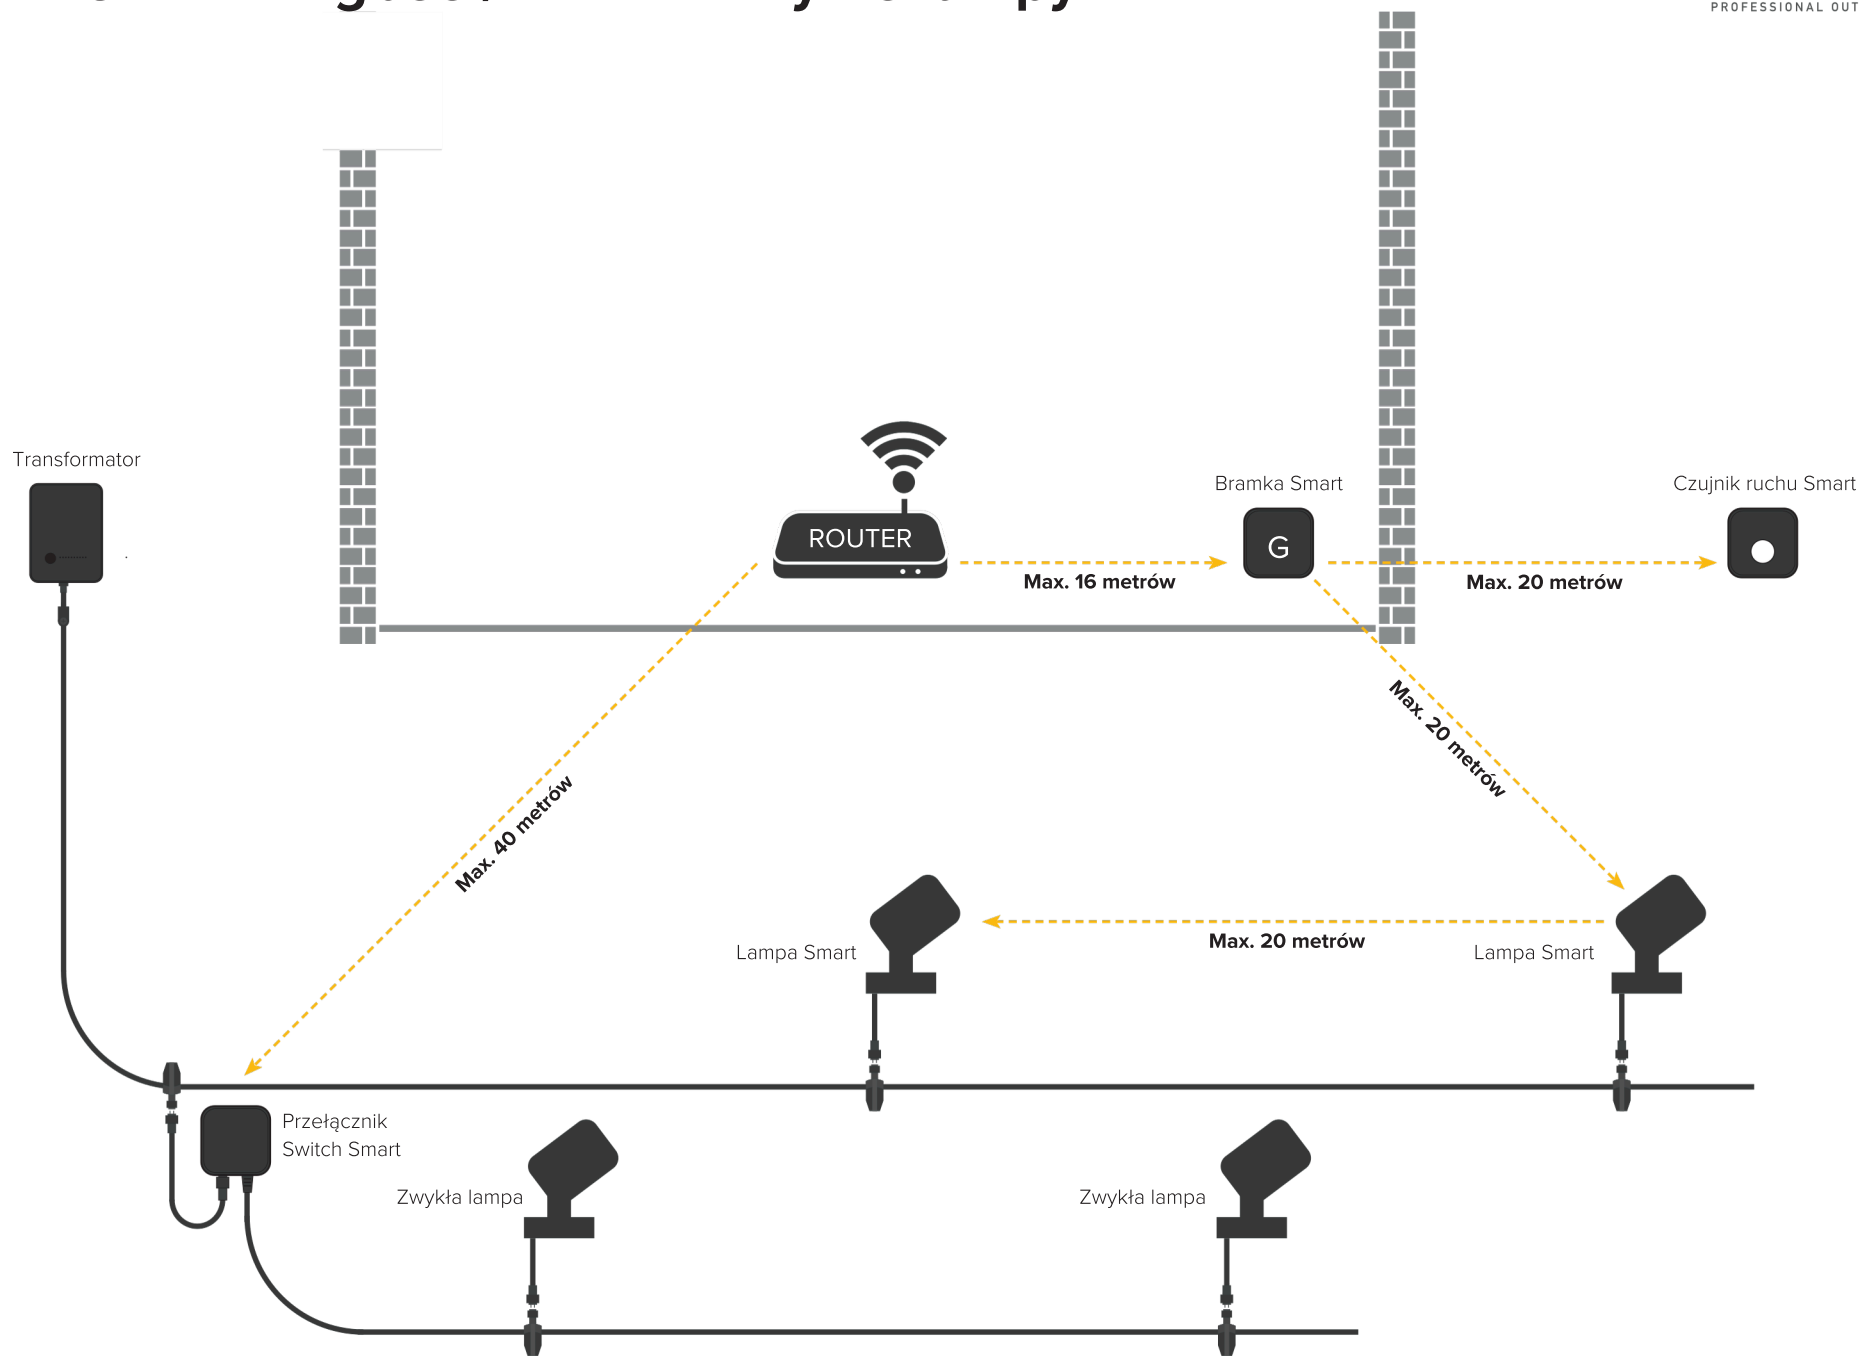 PROFESSIONAL OUT
Transformator
ROUTER
Bramka Smart
G
Czujnik ruchu Smart
Max. 16 metrów
Max. 20 metrów
Max. 20 metrów
Max. 40 metrów
Lampa Smart
Max. 20 metrów
Lampa Smart
Przełącznik
Switch Smart
Zwykła lampa
Zwykła lampa